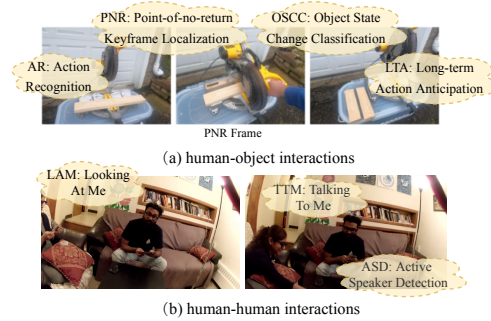 PNR: Point-of-no-return
Keyframe Localization
OSCC: Object State
Change Classification
AR: Action
Recognition
LTA: Long-term
Action Anticipation
PNR Frame
(a) human-object interactions
LAM: Looking
At Me
TTM: Talking
To Me
ASD: Active
Speaker Detection
(b) human-human interactions